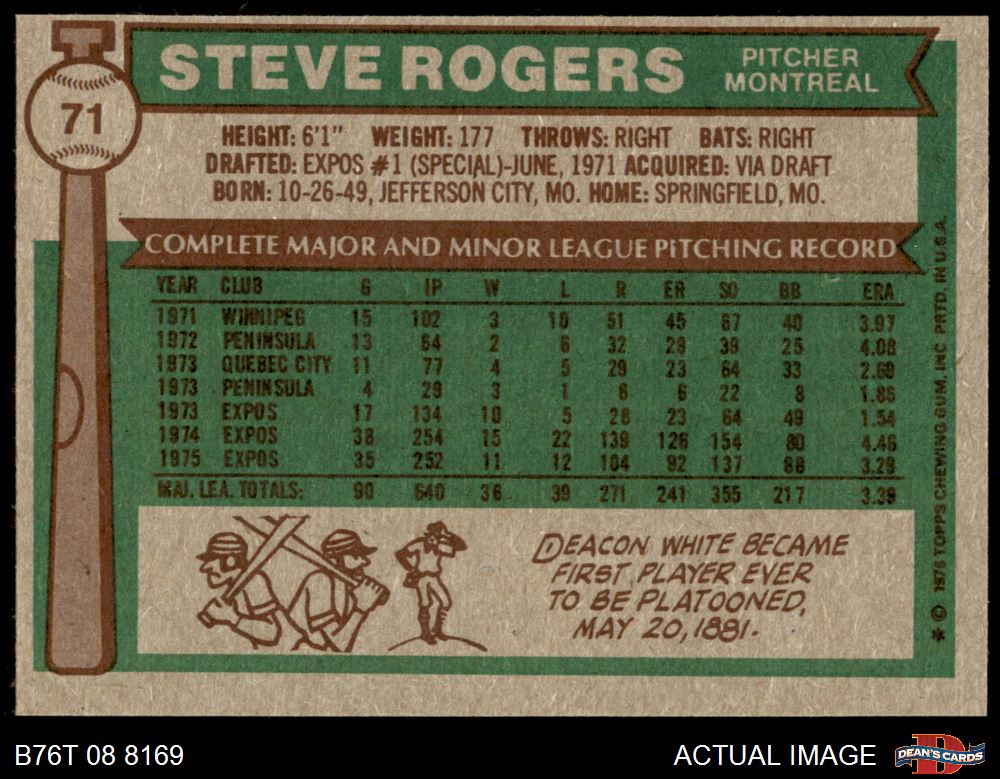 STEVE ROGERS
PITCHER
MONTREAL
71
HEIGHT: 6'1" WEIGHT: 177 THROWS: RIGHT BATS: RIGHT
DRAFTED: EXPOS #1 (SPECIAL)-JUNE, 1971 ACQUIRED: VIA DRAFT
BORN: 10-26-49, JEFFERSON CITY, MO. HOME: SPRINGFIELD, MO.
COMPLETE MAJOR AND MINOR LEAGUE PITCHING RECORD
YEAR CLUB G IP W L R ER SO BB ERA
1971 WINNIPEG 15 102 3 10 51 45 67 40 3.97
1972 PENINSULA 13 64 2 6 32 29 39 25 4.08
1973 QUEBEC CITY 11 77 4 5 29 23 64 33 2.69
1973 PENINSULA 4 29 3 1 6 6 22 8 1.86
1973 EXPOS 17 134 10 5 28 23 64 49 1.54
1974 EXPOS 38 254 15 22 139 126 154 80 4.46
1975 EXPOS 35 252 11 12 104 92 137 88 3.29
MAJ. LEA. TOTALS: 90 640 36 39 271 241 355 217 3.39
DEACON WHITE BECAME
FIRST PLAYER EVER
TO BE PLATOONED,
MAY 20, 1881.
* © 1976 TOPPS CHEWING GUM, INC. PRTD. IN U.S.A.
B76T 08 8169
ACTUAL IMAGE
DEAN'S CARDS